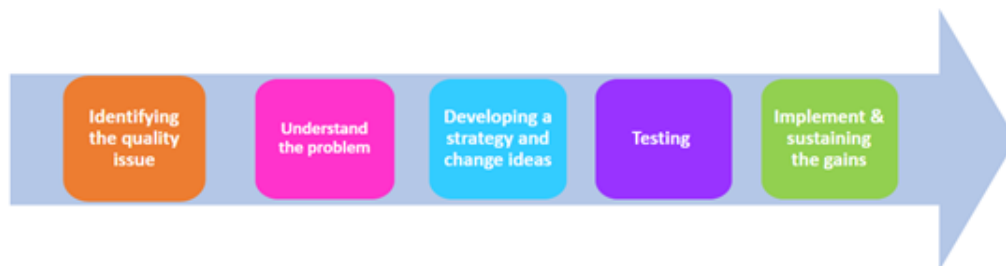 Identifying
the quality
issue
Understand
the problem
Developing a
strategy and
change ideas
Testing
Implement &
sustaining
the gains